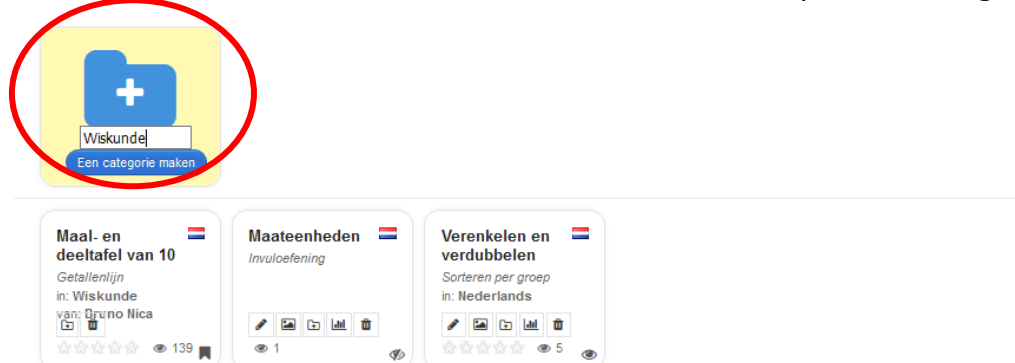 Wiskunde
Een categorie maken
Maal- en
deeltafel van 10
Getallenlijn
in: Wiskunde
van: Bruno Nica
139
Maateenheden
Invuloefening
1
Verenkelen en
verdubbelen
Sorteren per groep
in: Nederlands
5